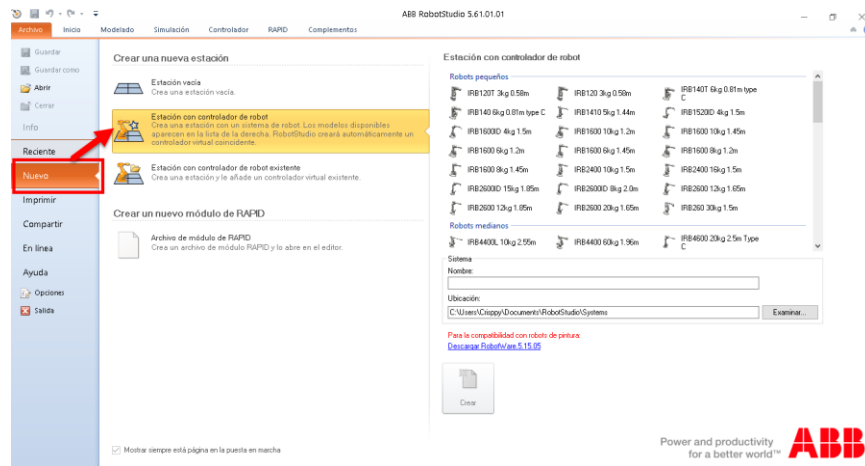 ABB RobotStudio 5.61.01.01
Archivo Inicio Modelado Simulación Controlador RAPID Complementos
Guardar
Guardar como
Abrir
Cerrar
Info
Reciente
Nuevo
Imprimir
Compartir
En línea
Ayuda
Opciones
Salida
Crear una nueva estación
Estación vacía
Crea una estación vacía.
Estación con controlador de robot
Crea una estación con un sistema de robot. Los modelos disponibles
aparecen en la lista de la derecha. RobotStudio creará automáticamente un
controlador virtual coincidente.
Estación con controlador de robot existente
Crea una estación y le añade un controlador virtual existente.
Crear un nuevo módulo de RAPID
Archivo de módulo de RAPID
Crea un archivo de módulo RAPID y lo abre en el editor.
Mostrar siempre está página en la puesta en marcha
Estación con controlador de robot
Robots pequeños
IRB120T 3kg 0.58m IRB120 3kg 0.58m IRB140T 6kg 0.81m type
C
IRB140 6kg 0.81m type C IRB1410 5kg 1.44m IRB1520ID 4kg 1.5m
IRB1600ID 4kg 1.5m IRB1600 10kg 1.2m IRB1600 10kg 1.45m
IRB1600 6kg 1.2m IRB1600 6kg 1.45m IRB1600 8kg 1.2m
IRB1600 8kg 1.45m IRB2400 10kg 1.5m IRB2400 16kg 1.5m
IRB2600ID 15kg 1.85m IRB2600ID 8kg 2.0m IRB2600 12kg 1.65m
IRB2600 12kg 1.85m IRB2600 20kg 1.65m IRB260 30kg 1.5m
Robots medianos
IRB4400L 10kg 2.55m IRB4400 60kg 1.96m IRB4600 20kg 2.5m Type
C
Sistema
Nombre:
Ubicación:
C:\Users\Crisppy\Documents\RobotStudio\Systems Examinar...
Para la compatibilidad con robots de pintura:
Descargar RobotWare 5.15.05
Crear
Power and productivity
for a better world™
ABB